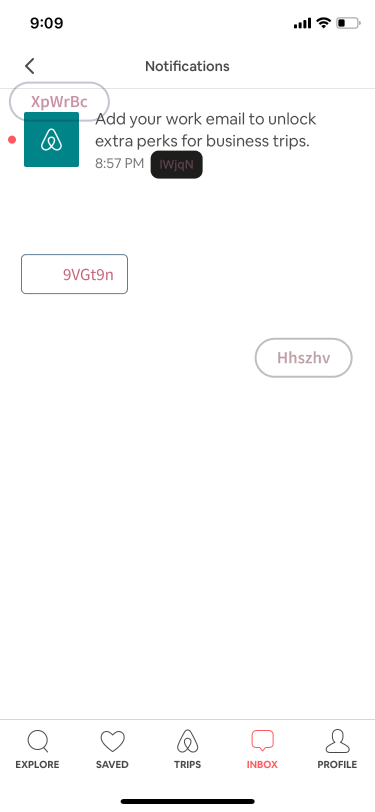 9:09
Notifications
XpWrBc
Add your work email to unlock
extra perks for business trips.
8:57 PM
IWjqN
9VGt9n
Hhszhv
EXPLORE
SAVED
TRIPS
INBOX
PROFILE